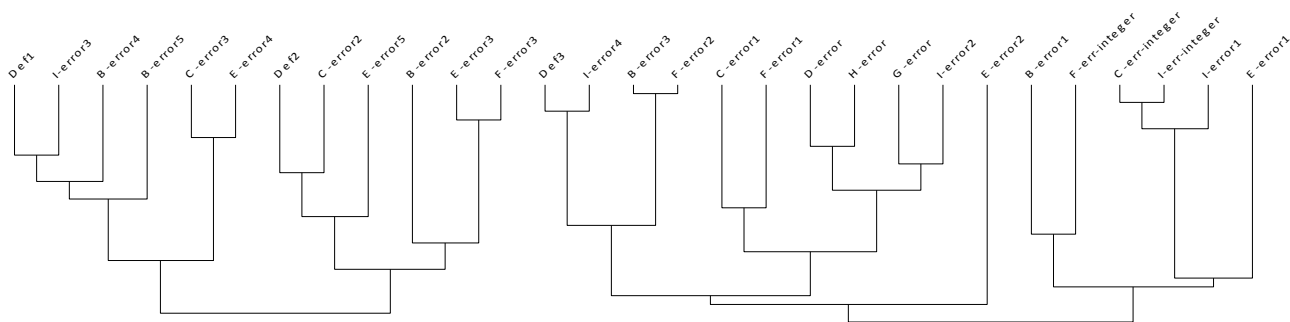 Def1
I-error3
B-error4
B-error5
C-error3
E-error4
Def2
C-error2
E-error5
B-error2
E-error3
F-error3
Def3
I-error4
B-error3
F-error2
C-error1
F-error1
D-error
H-error
G-error
I-error2
E-error2
B-error1
F-err-integer
C-err-integer
I-err-integer
I-error1
E-error1